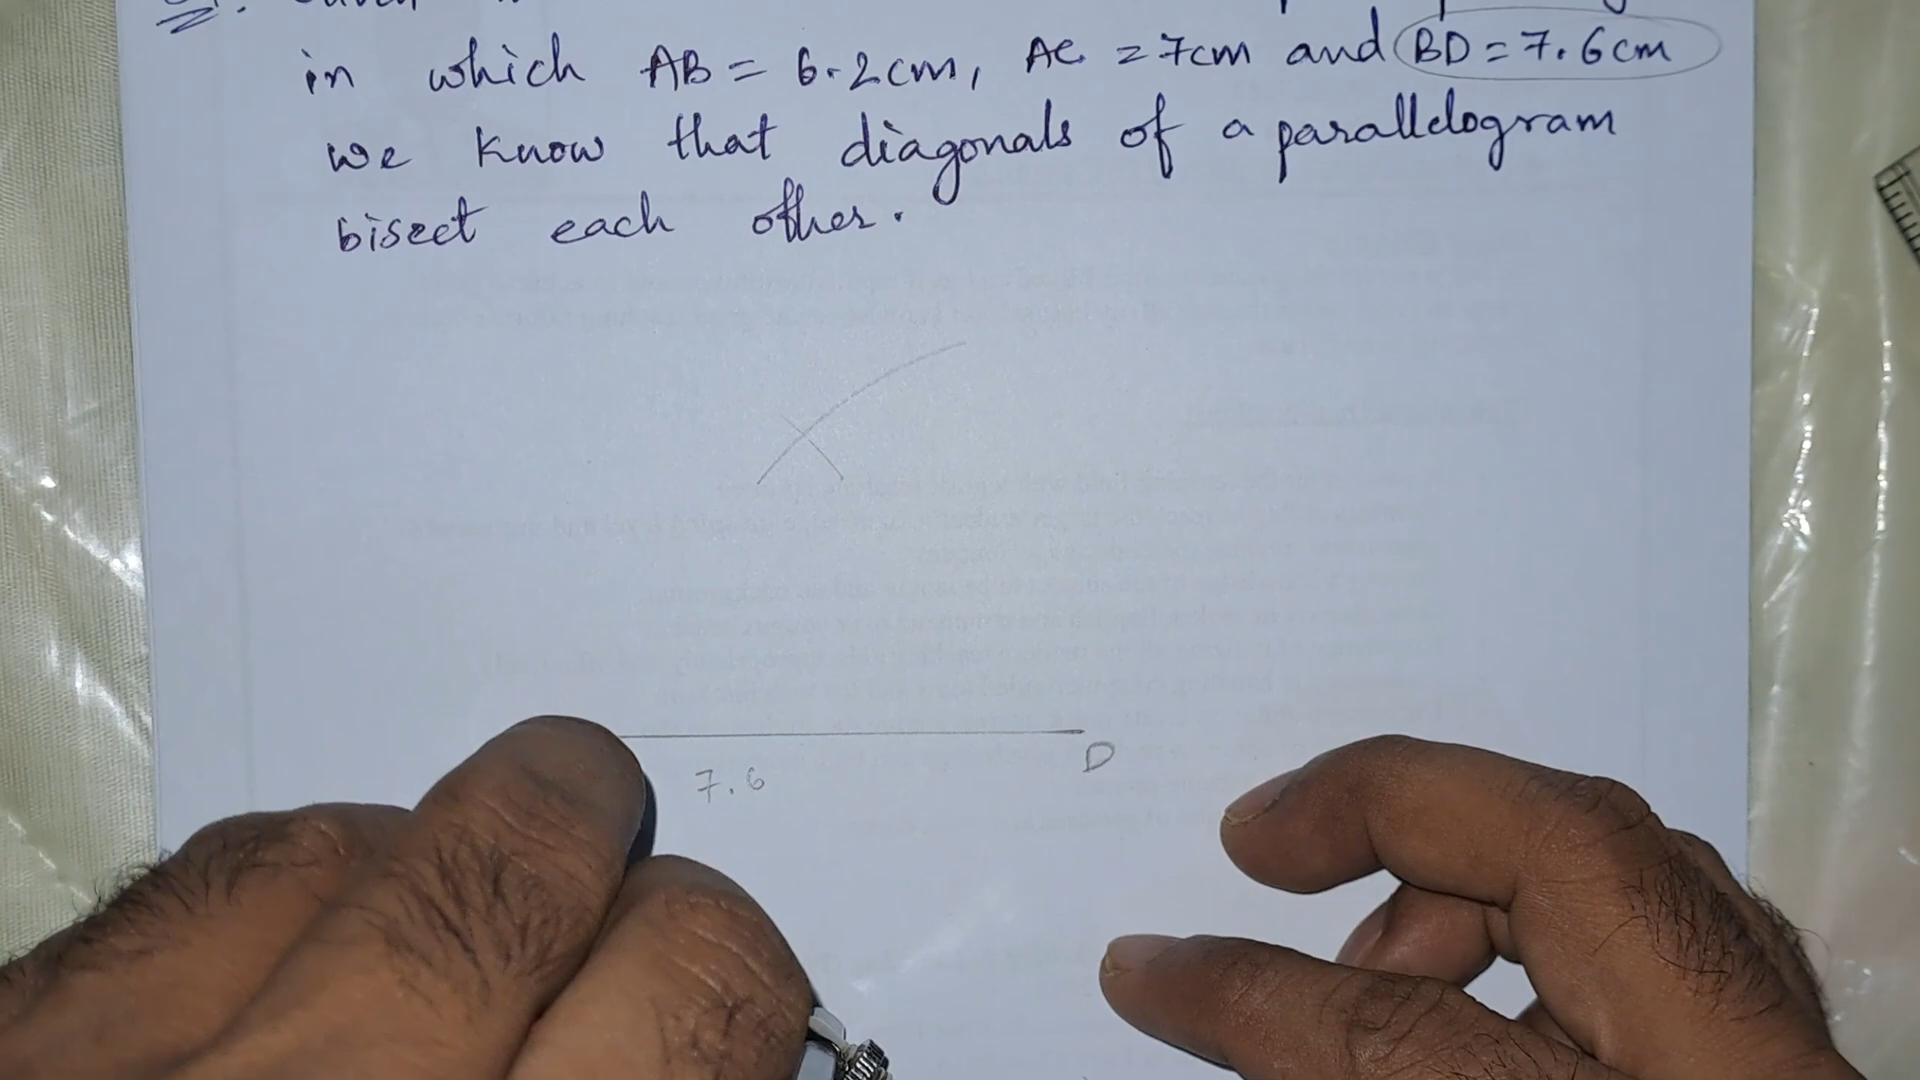 in which AB = 6.2cm, AC = 7cm and BD = 7.6cm
we know that diagonals of a parallelogram
bisect each other.
D
7.6